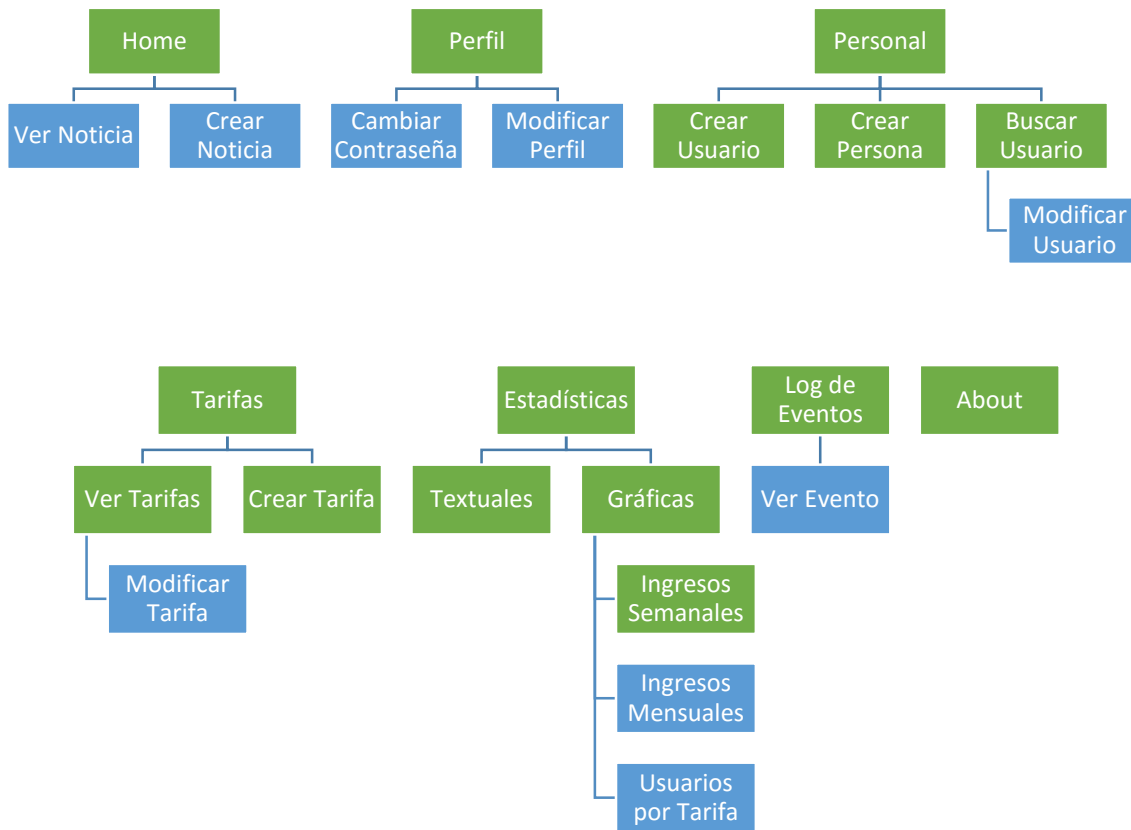 Home
Perfil
Personal
Ver Noticia
Crear
Noticia
Cambiar
Contraseña
Modificar
Perfil
Crear
Usuario
Crear
Persona
Buscar
Usuario
Modificar
Usuario
Tarifas
Estadísticas
Log de
Eventos
About
Ver Tarifas
Crear Tarifa
Textuales
Gráficas
Ver Evento
Modificar
Tarifa
Ingresos
Semanales
Ingresos
Mensuales
Usuarios
por Tarifa